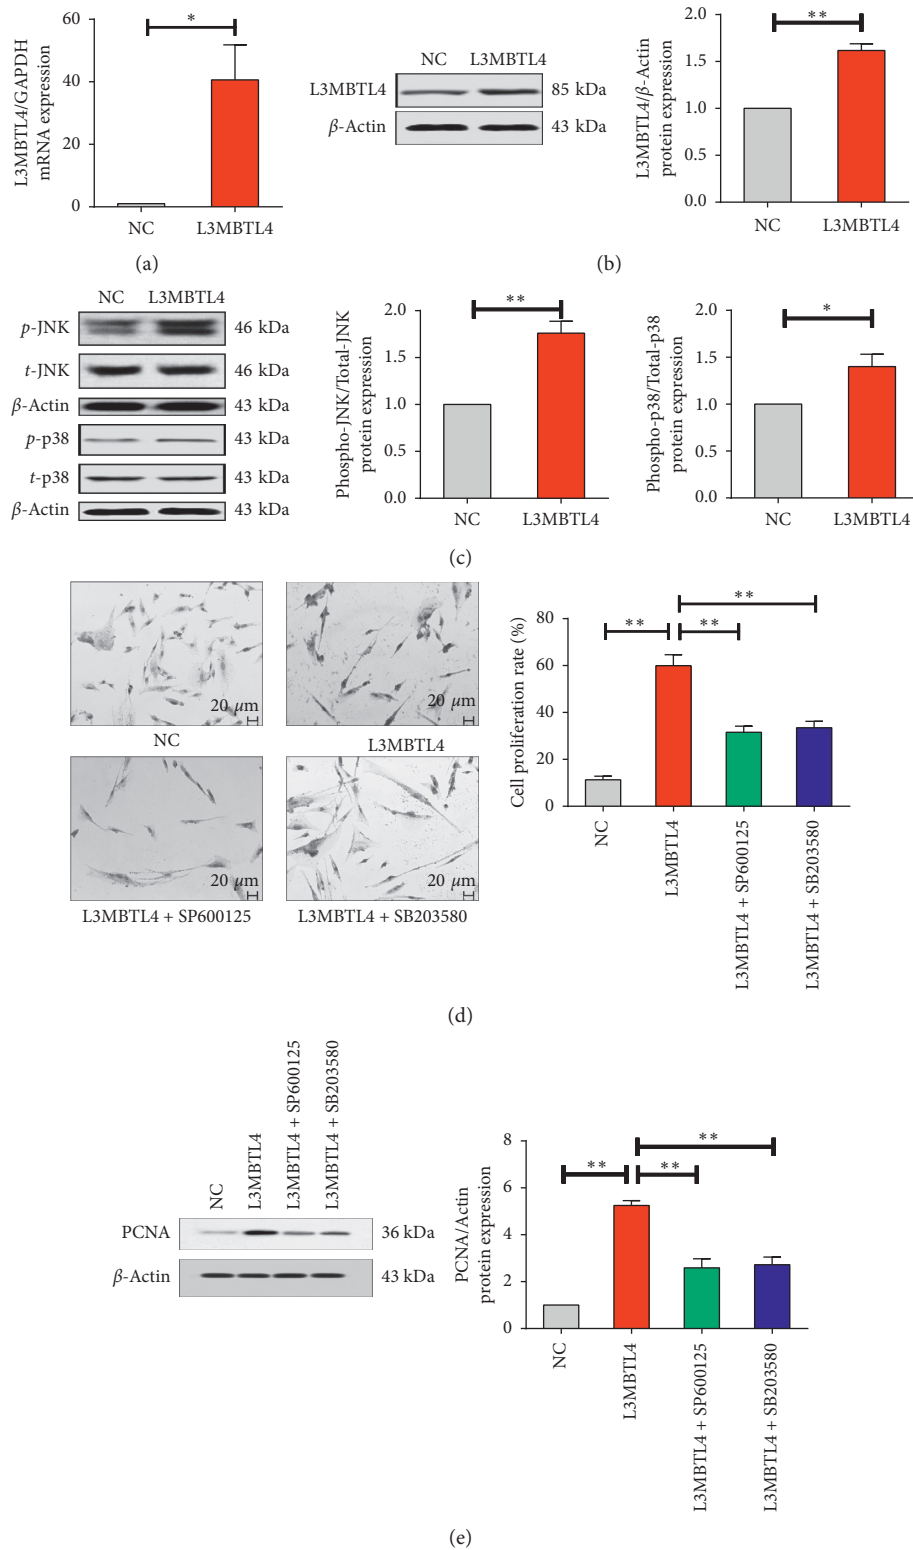 60
40
20
0
L3MBTL4/GAPDH
mRNA expression
*
NC
L3MBTL4
(a)
NC
L3MBTL4
L3MBTL4
85 kDa
β-Actin
43 kDa
2.0
1.5
1.0
0.5
0.0
L3MBTL4/β-Actin
protein expression
**
NC
L3MBTL4
(b)
NC
L3MBTL4
p-JNK
46 kDa
t-JNK
46 kDa
β-Actin
43 kDa
p-p38
43 kDa
t-p38
43 kDa
β-Actin
43 kDa
2.0
1.5
1.0
0.5
0.0
Phospho-JNK/Total-JNK
protein expression
**
NC
L3MBTL4
2.0
1.5
1.0
0.5
0.0
Phospho-p38/Total-p38
protein expression
*
NC
L3MBTL4
(c)
20 μm
NC
20 μm
L3MBTL4
20 μm
L3MBTL4 + SP600125
20 μm
L3MBTL4 + SB203580
80
60
40
20
0
Cell proliferation rate (%)
**
**
**
NC
L3MBTL4
L3MBTL4 + SP600125
L3MBTL4 + SB203580
(d)
NC
L3MBTL4
L3MBTL4 + SP600125
L3MBTL4 + SB203580
PCNA
36 kDa
β-Actin
43 kDa
8
6
4
2
0
PCNA/Actin
protein expression
**
**
**
NC
L3MBTL4
L3MBTL4 + SP600125
L3MBTL4 + SB203580
(e)